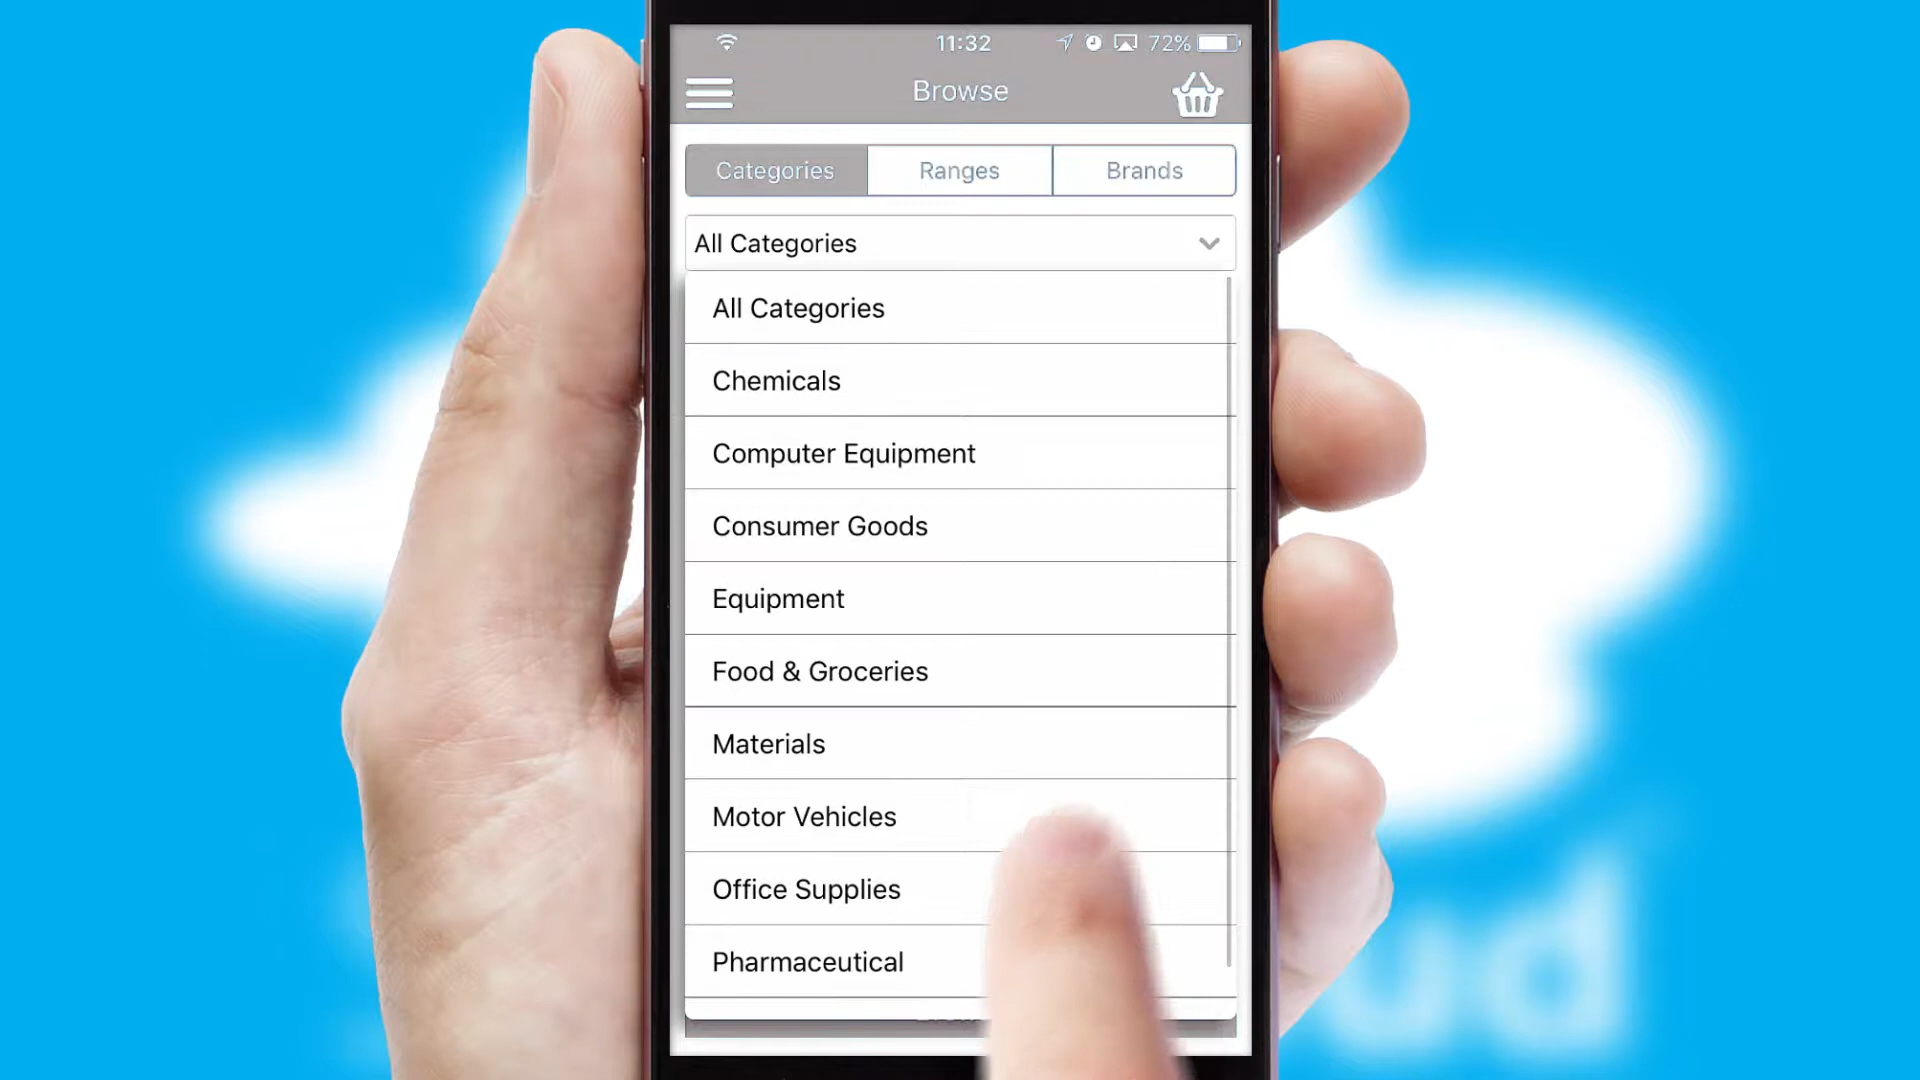 11:32
72%
Browse
Categories
Ranges
Brands
All Categories
All Categories
Chemicals
Computer Equipment
Consumer Goods
Equipment
Food & Groceries
Materials
Motor Vehicles
Office Supplies
Pharmaceutical
ud